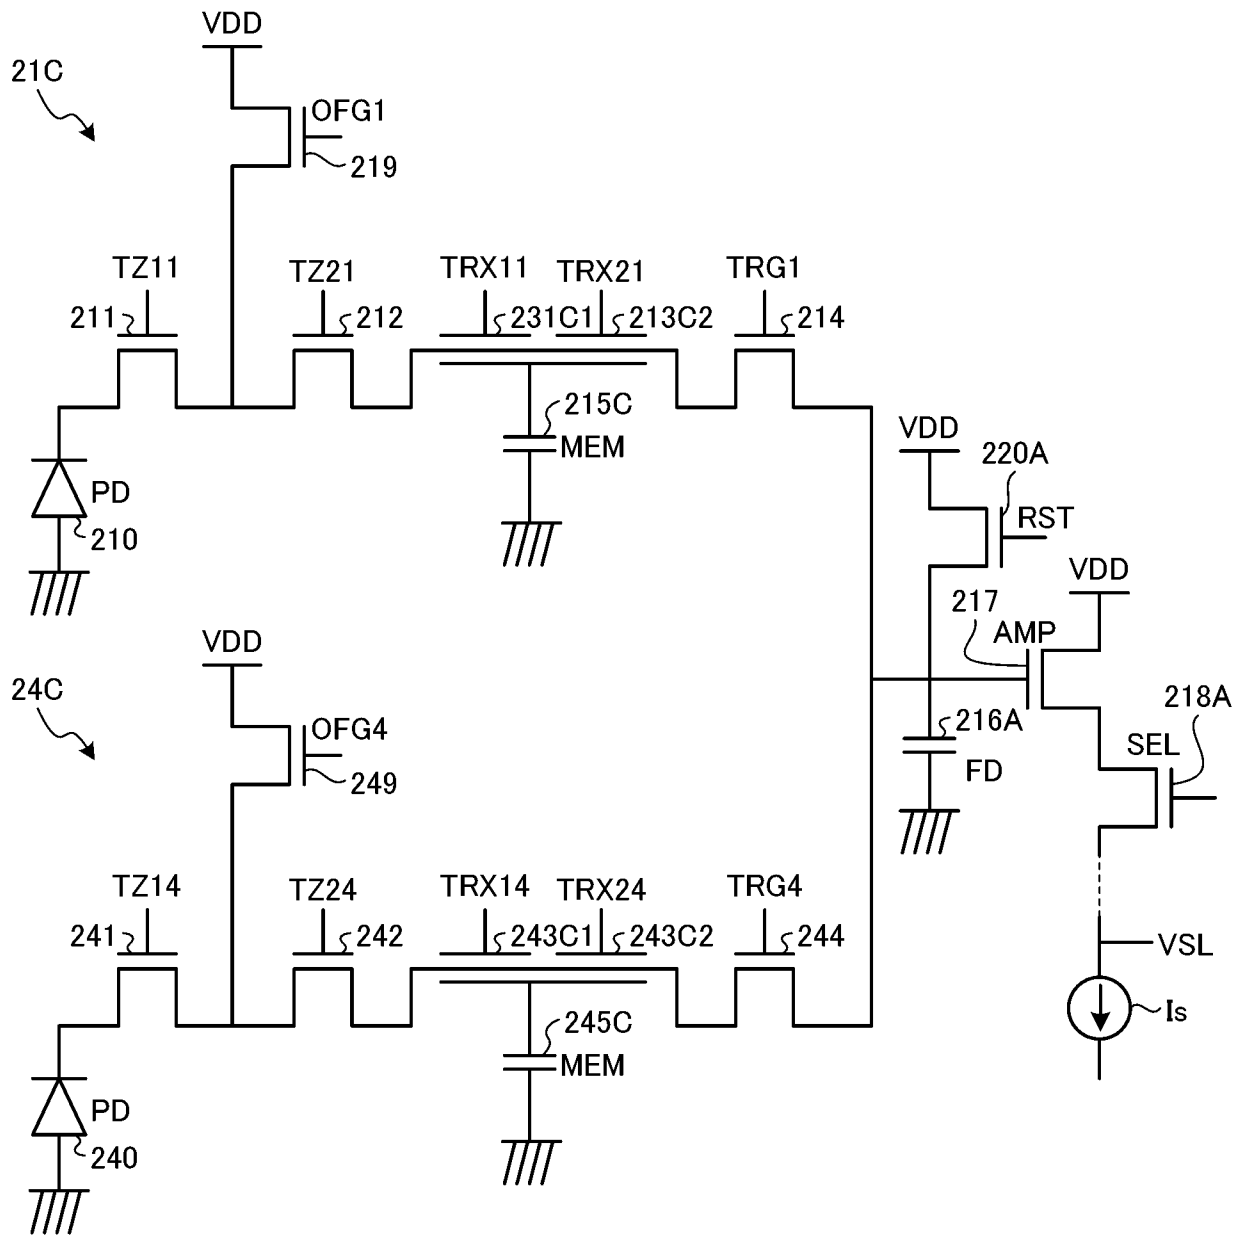 VDD
21C
OFG1
219
TZ11
TZ21
TRX11
TRX21
TRG1
211
212
231C1
213C2
214
215C
MEM
VDD
220A
PD
210
RST
VDD
217
AMP
VDD
24C
218A
OFG4
216A
SEL
249
FD
TZ14
TZ24
TRX14
TRX24
TRG4
241
242
243C1
243C2
244
VSL
245C
Is
MEM
PD
240